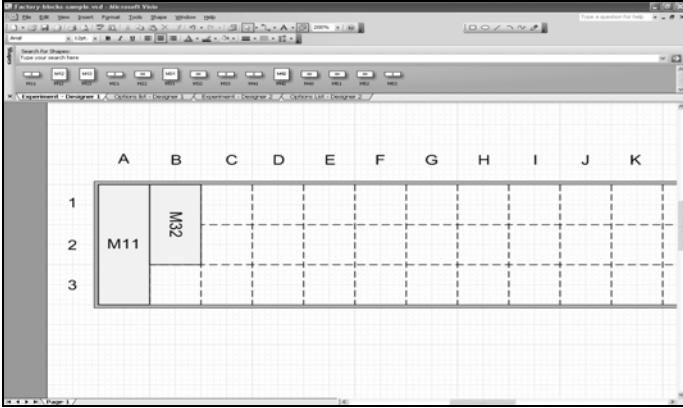 Factory-blocks-sample.vsd - Microsoft Visio
File Edit View Insert Format Tools Shape Window Help
Type a question for help
Arial 12pt.
200%
Search for Shapes:
Type your search here
Experiment - Designer 1 Options list - Designer 1 Experiment - Designer 2 Options List - Designer 2
A B C D E F G H I J K
1
M32
2 M11
3
Page-1